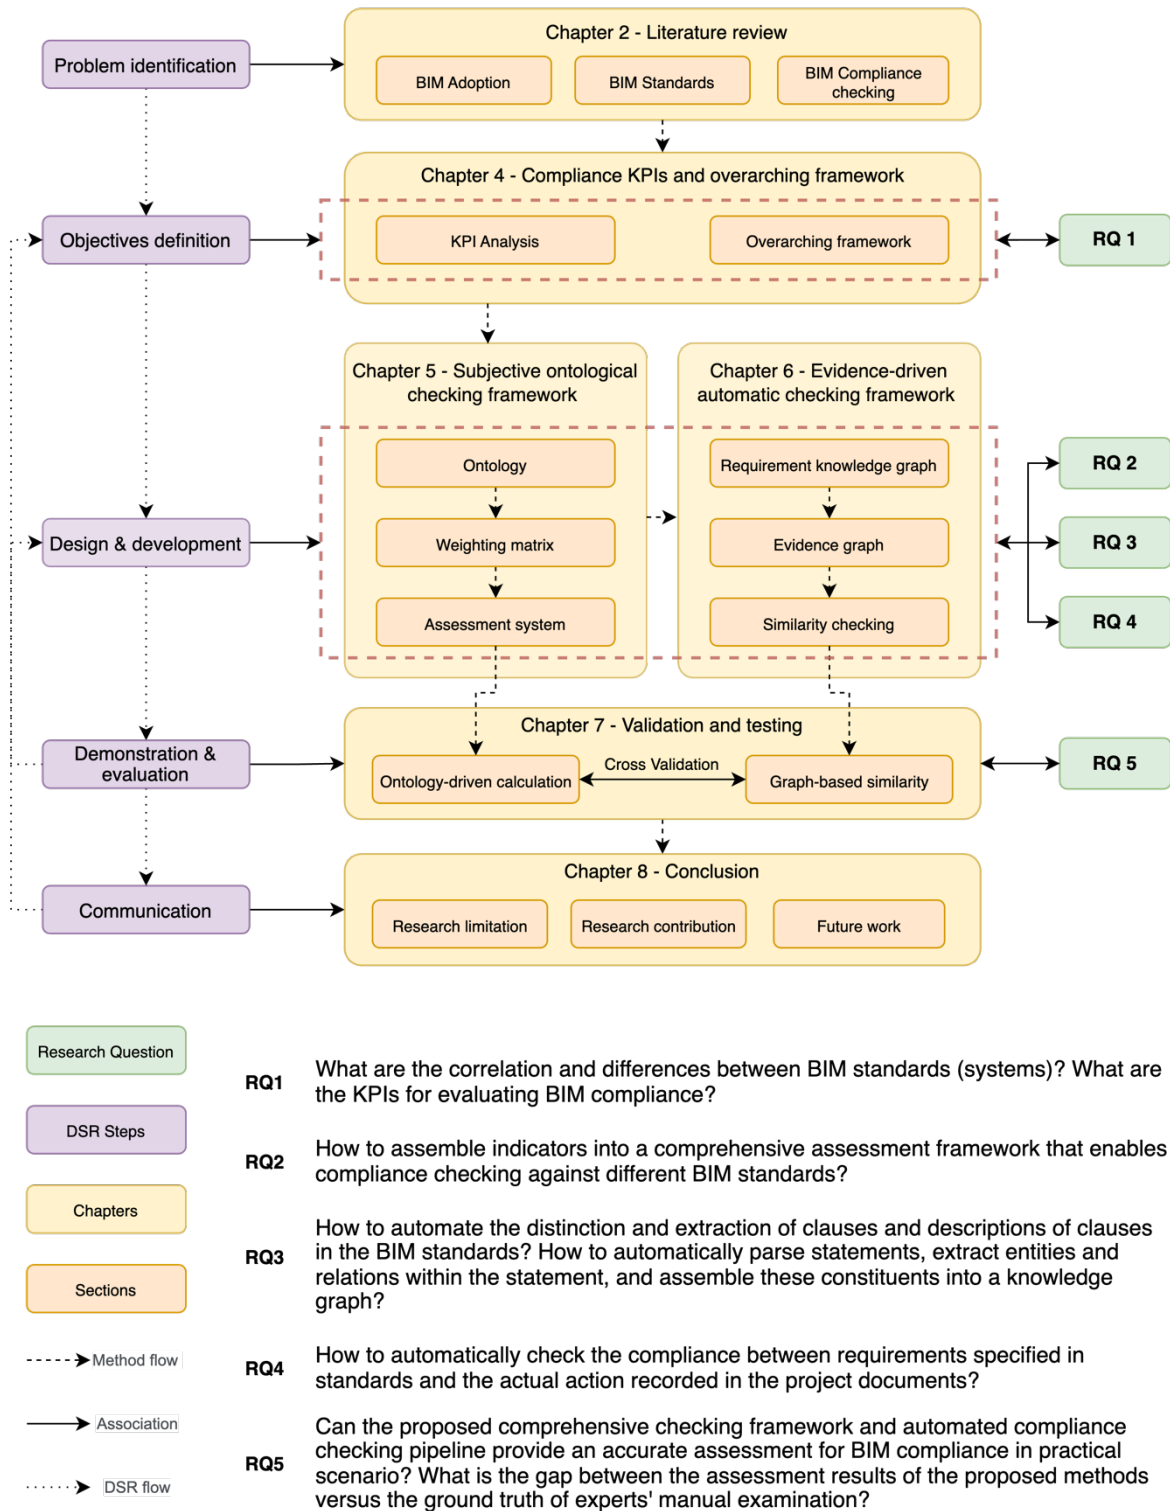 Chapter 2 - Literature review
Problem identification
BIM Adoption
BIM Standards
BIM Compliance
checking
Chapter 4 - Compliance KPIs and overarching framework
Objectives definition
KPI Analysis
Overarching framework
RQ 1
Chapter 5 - Subjective ontological
checking framework
Chapter 6 - Evidence-driven
automatic checking framework
Ontology
Requirement knowledge graph
RQ 2
Design & development
Weighting matrix
Evidence graph
RQ 3
Assessment system
Similarity checking
RQ 4
Chapter 7 - Validation and testing
Demonstration &
evaluation
Ontology-driven calculation
Cross Validation
Graph-based similarity
RQ 5
Chapter 8 - Conclusion
Communication
Research limitation
Research contribution
Future work
Research Question
DSR Steps
Chapters
Sections
Method flow
Association
DSR flow
RQ1
What are the correlation and differences between BIM standards (systems)? What are
the KPIs for evaluating BIM compliance?
RQ2
How to assemble indicators into a comprehensive assessment framework that enables
compliance checking against different BIM standards?
RQ3
How to automate the distinction and extraction of clauses and descriptions of clauses
in the BIM standards? How to automatically parse statements, extract entities and
relations within the statement, and assemble these constituents into a knowledge
graph?
RQ4
How to automatically check the compliance between requirements specified in
standards and the actual action recorded in the project documents?
RQ5
Can the proposed comprehensive checking framework and automated compliance
checking pipeline provide an accurate assessment for BIM compliance in practical
scenario? What is the gap between the assessment results of the proposed methods
versus the ground truth of experts' manual examination?